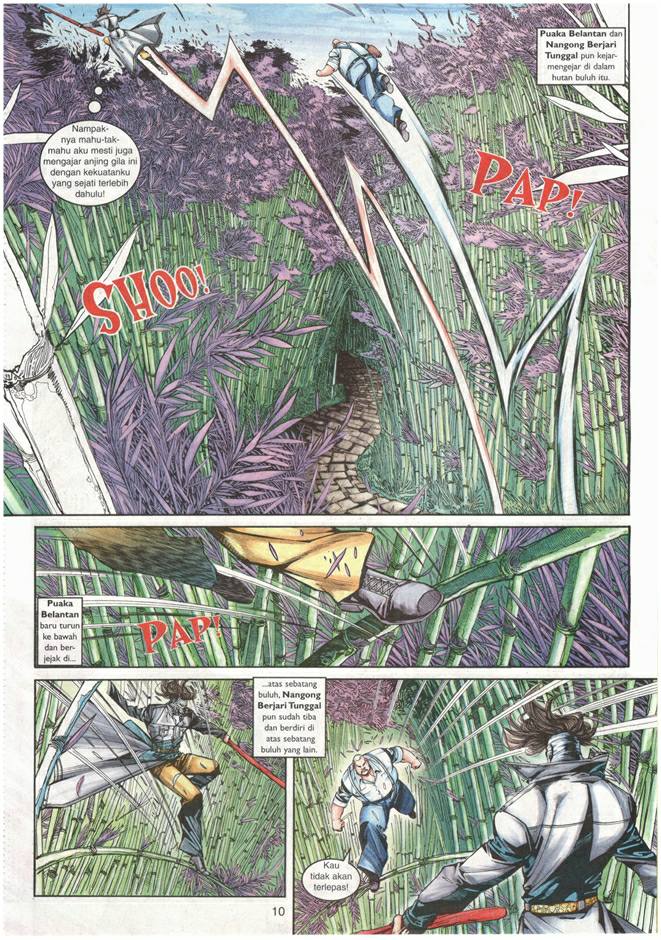 Puaka Belantan dan
Nangong Berjari
Tunggal pun kejar-
mengejar di dalam
hutan buluh itu.
Nampak-
nya mahu-tak-
mahu aku mesti juga
mengajar anjing gila ini
dengan kekuatanku
yang sejati terlebih
dahulu!
PAP!
SHOO!
Puaka
Belantan
baru turun
ke bawah
dan ber-
jejak di...
PAP!
...atas sebatang
buluh, Nangong
Berjari Tunggal
pun sudah tiba
dan berdiri di
atas sebatang
buluh yang lain.
Kau
tidak akan
terlepas!
10